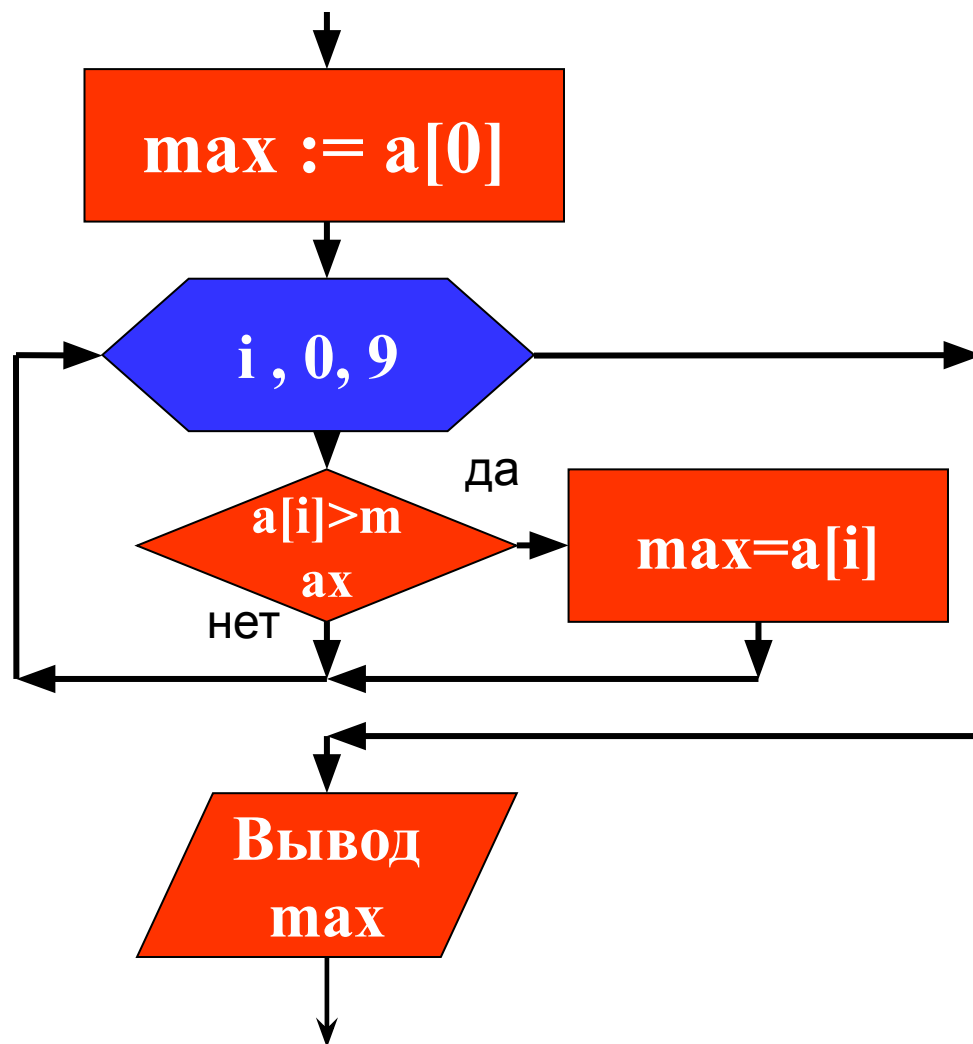 max := a[0]
i , 0, 9
да
a[i]>m
ax
max=a[i]
нет
Вывод
max